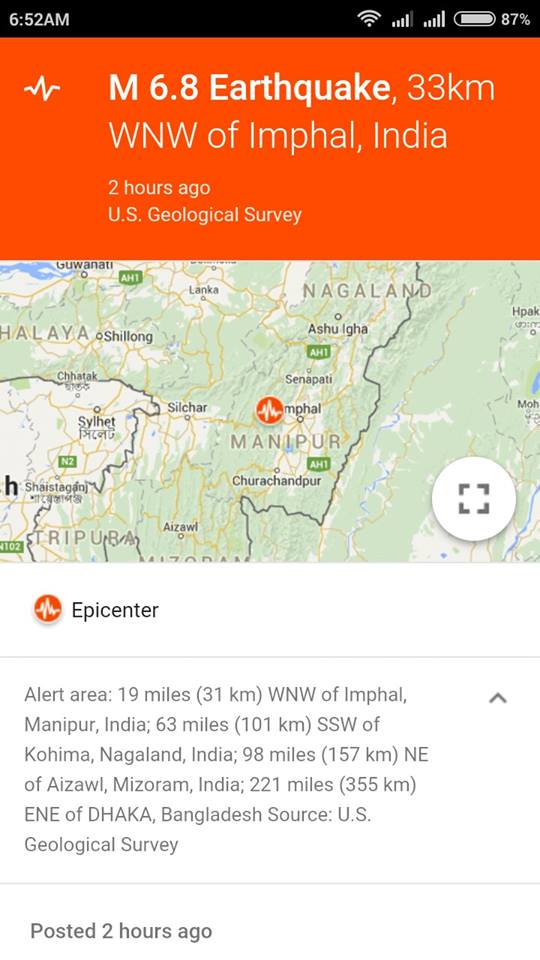 6:52AM
87%
M 6.8 Earthquake, 33km
WNW of Imphal, India
2 hours ago
U.S. Geological Survey
Guwahati
AH1
Lanka
NAGALAND
HALAYA
Shillong
Ashu Igha
Hpak
AH1
Chhatak
ছাতক
Senapati
Silchar
mphal
Moh
Sylhet
সিলেট
MANIPUR
N2
AH1
h
Shaistaganj
শায়েস্তাগঞ্জ
Churachandpur
Aizawl
TRIPURA
N102
MIZORAM
Epicenter
Alert area: 19 miles (31 km) WNW of Imphal,
Manipur, India; 63 miles (101 km) SSW of
Kohima, Nagaland, India; 98 miles (157 km) NE
of Aizawl, Mizoram, India; 221 miles (355 km)
ENE of DHAKA, Bangladesh Source: U.S.
Geological Survey
Posted 2 hours ago